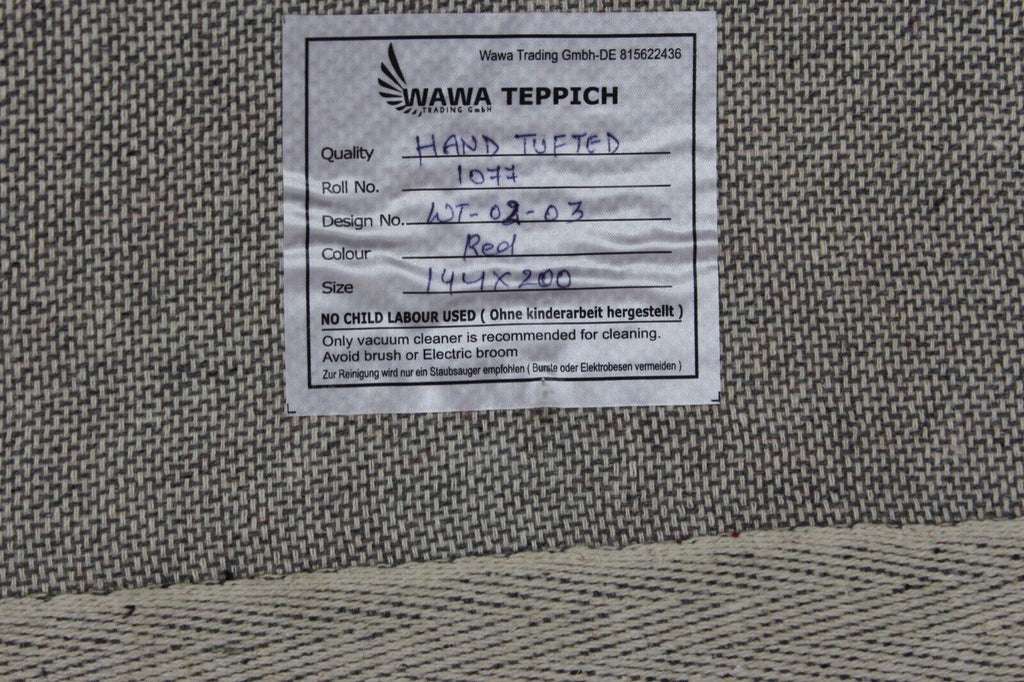 Wawa Trading Gmbh-DE 815622436
WAWA TEPPICH
TRADING GmbH
Quality HAND TUFTED
Roll No. 1077
Design No. WT-02-03
Colour Red
Size 144X200
NO CHILD LABOUR USED ( Ohne kinderarbeit hergestellt )
Only vacuum cleaner is recommended for cleaning.
Avoid brush or Electric broom
Zur Reinigung wird nur ein Staubsauger empfohlen ( Burste oder Elektrobesen vermeiden )